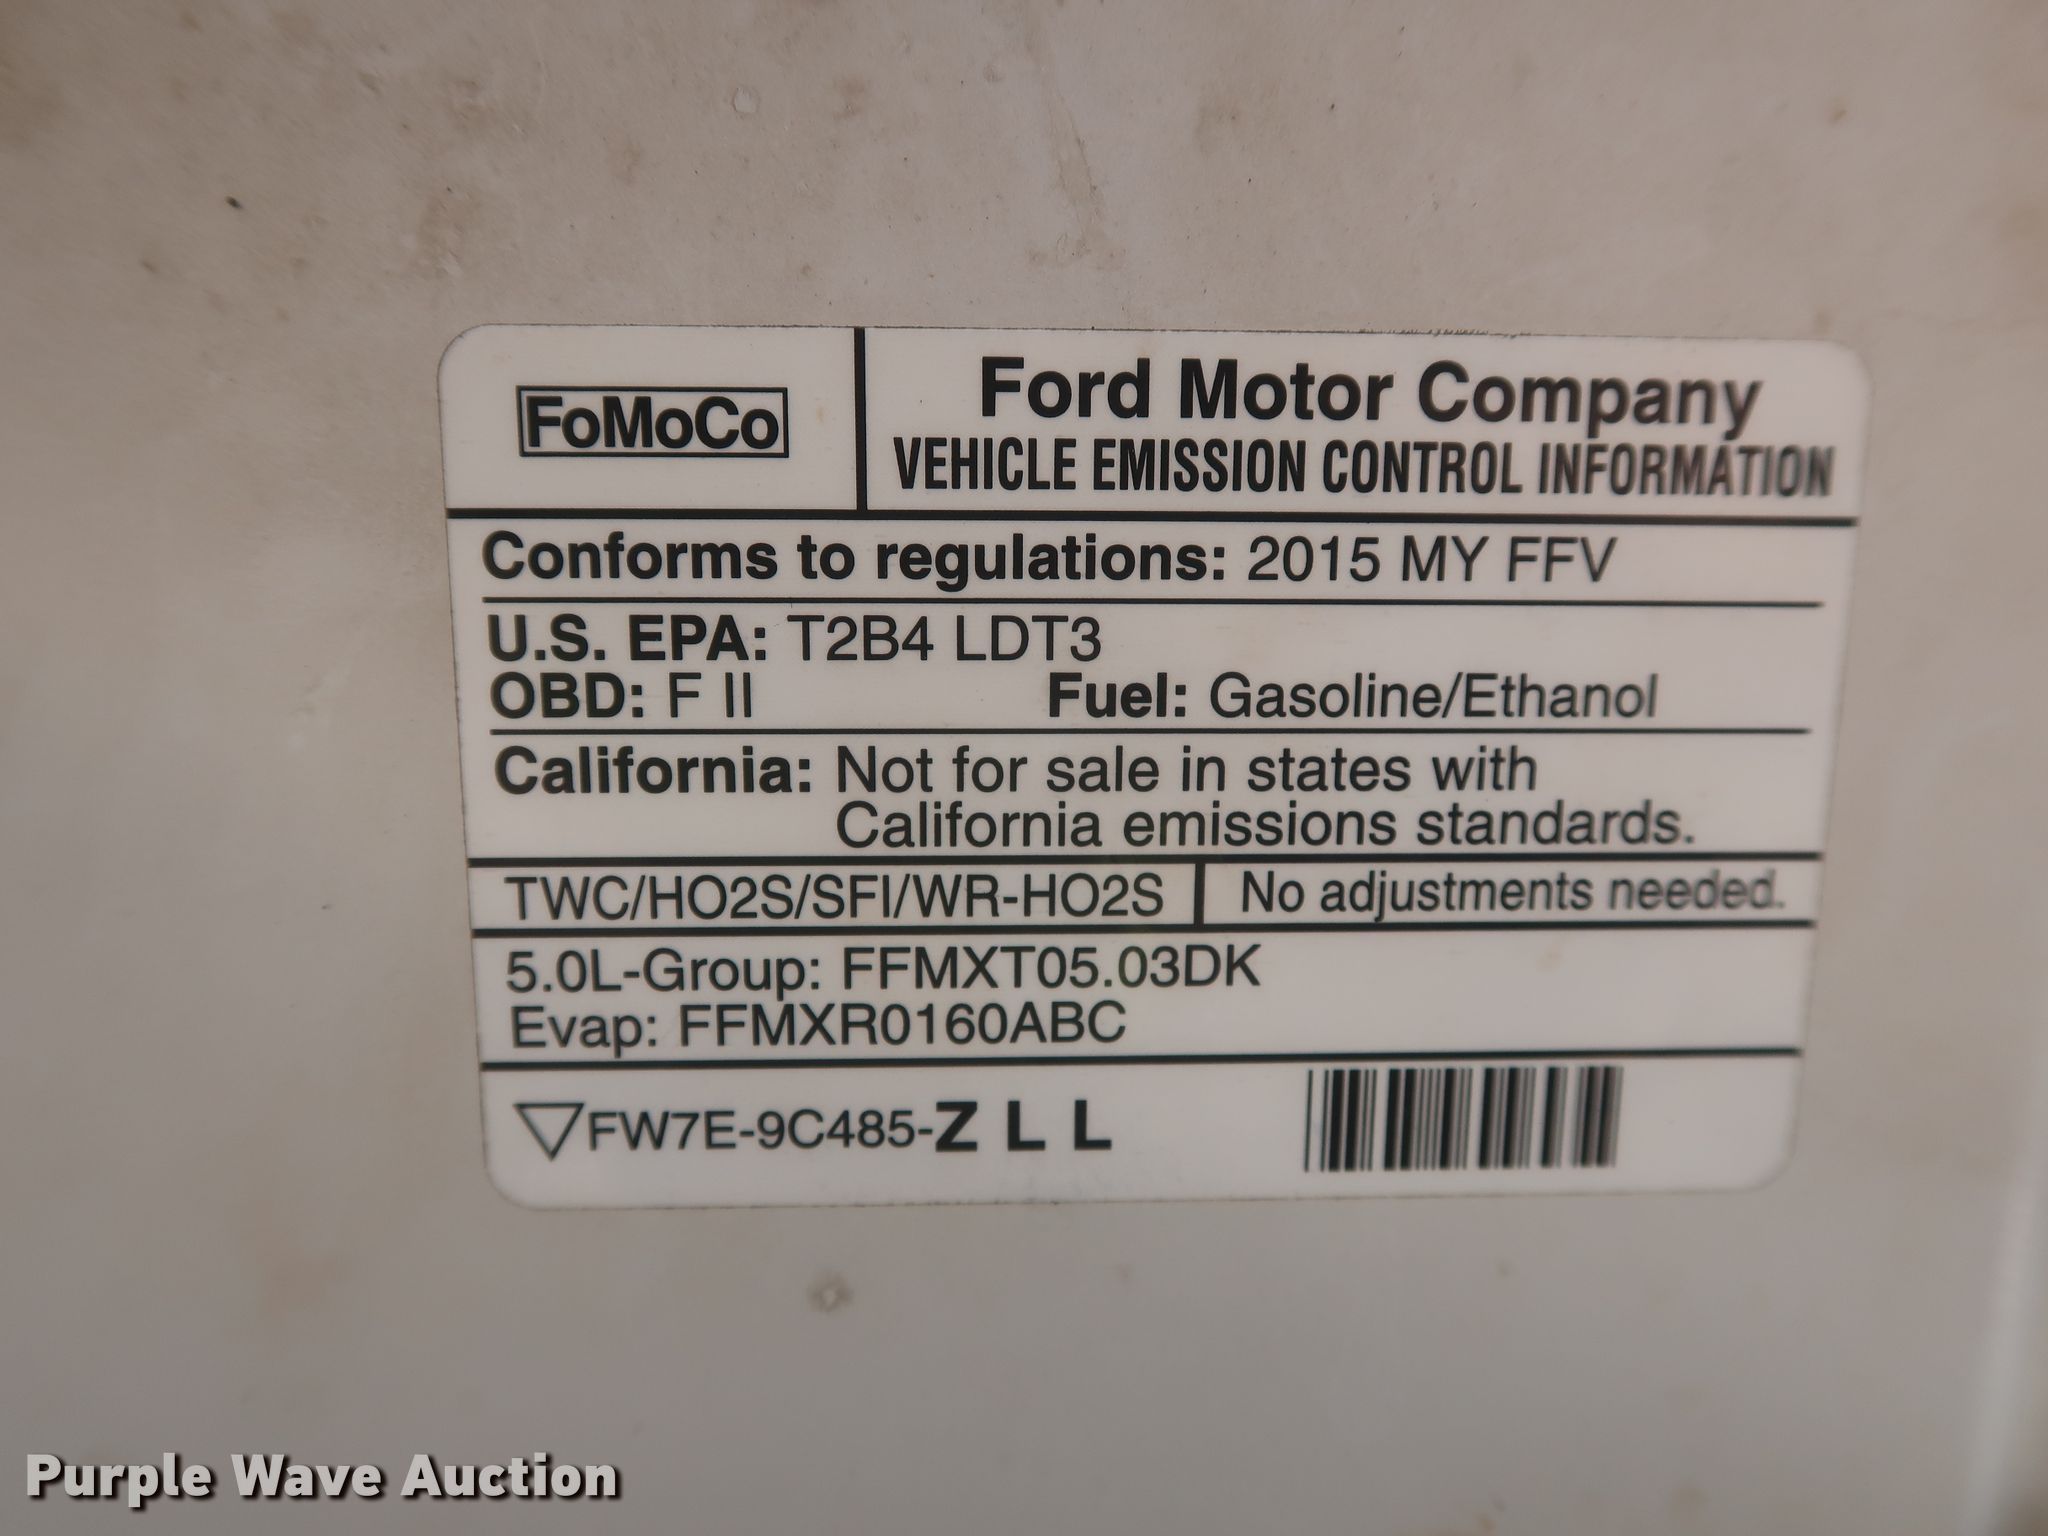 FoMoCo
Ford Motor Company
VEHICLE EMISSION CONTROL INFORMATION
Conforms to regulations: 2015 MY FFV
U.S. EPA: T2B4 LDT3
OBD: F II Fuel: Gasoline/Ethanol
California: Not for sale in states with
California emissions standards.
TWC/HO2S/SFI/WR-HO2S No adjustments needed.
5.0L-Group: FFMXT05.03DK
Evap: FFMXR0160ABC
FW7E-9C485-Z L L
Purple Wave Auction